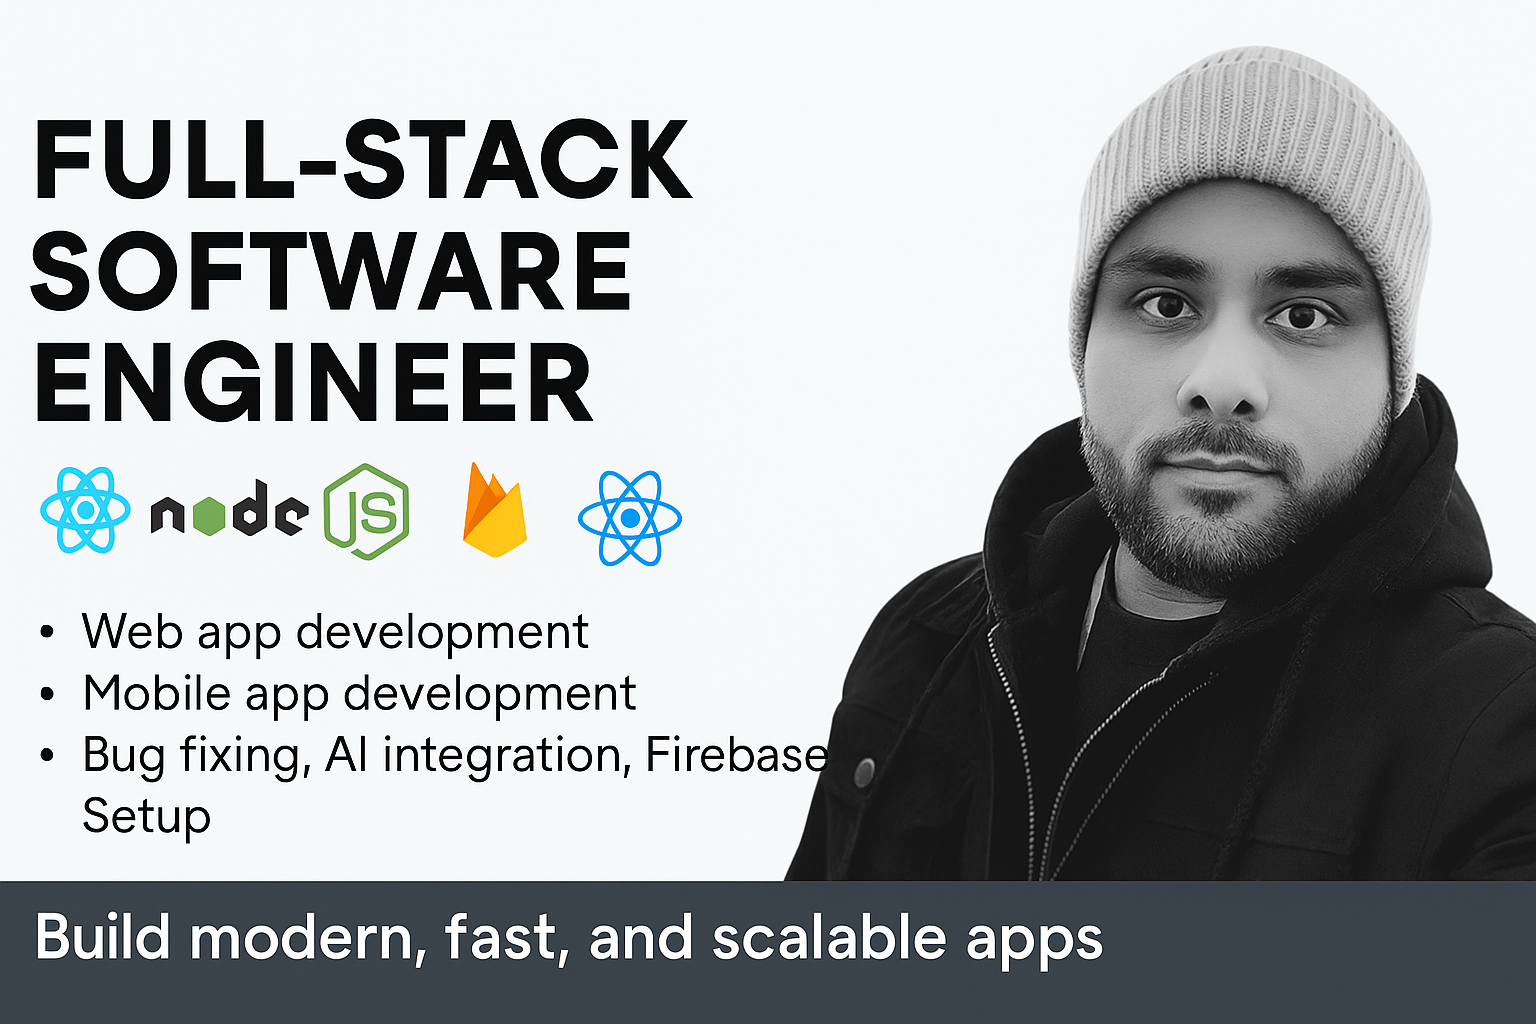 FULL-STACK
SOFTWARE
ENGINEER
node JS
• Web app development
• Mobile app development
• Bug fixing, AI integration, Firebase
Setup
Build modern, fast, and scalable apps